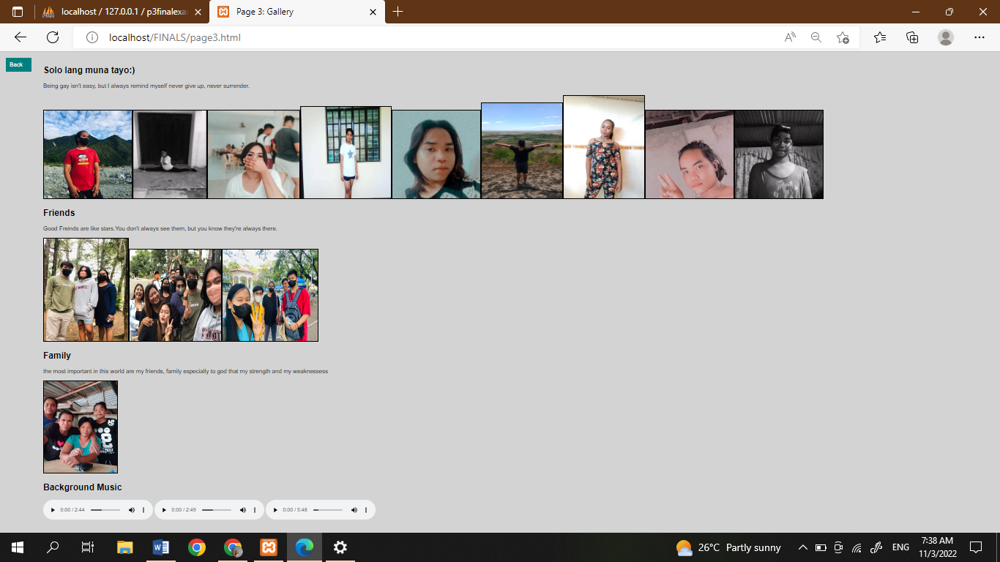 localhost / 127.0.0.1 / p3finalexa
Page 3: Gallery
localhost/FINALS/page3.html
Back
Solo lang muna tayo:)
Being gay isn't easy, but I always remind myself never give up, never surrender.
Friends
Good Freinds are like stars.You don't always see them, but you know they're always there.
Family
the most important in this world are my friends, family especially to god that my strength and my weaknessess
Background Music
0:00 / 2:44
0:00 / 2:49
0:00 / 5:48
26°C Partly sunny
ENG
7:38 AM
11/3/2022